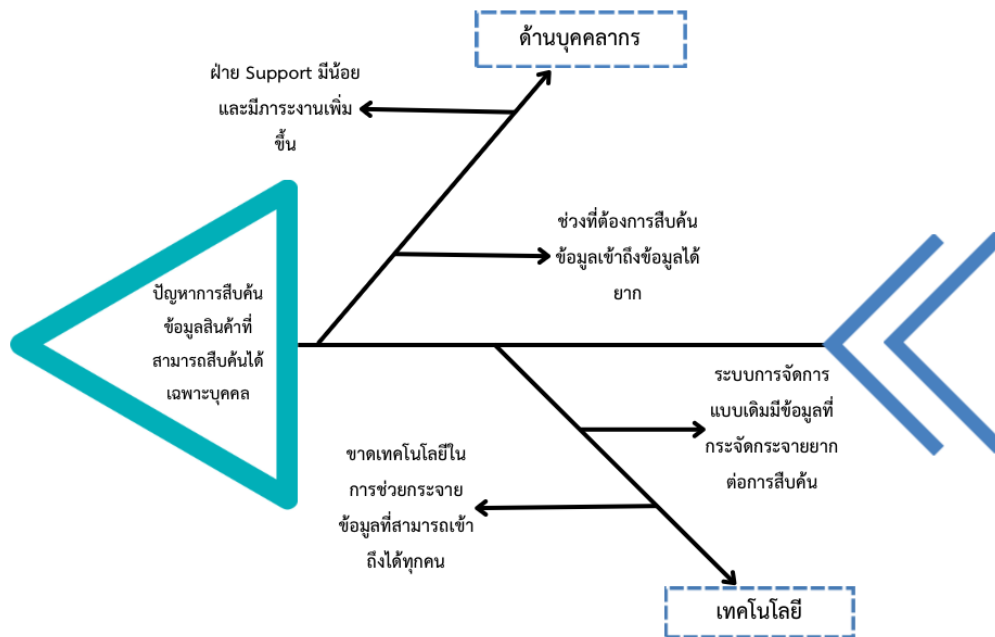 ด้านบุคคลากร
ฝ่าย Support มีน้อย
และมีภาระงานเพิ่ม
ขึ้น
ช่วงที่ต้องการสืบค้น
ข้อมูลเข้าถึงข้อมูลได้
ยาก
ปัญหาการสืบค้น
ข้อมูลสินค้าที่
สามารถสืบค้นได้
เฉพาะบุคคล
ระบบการจัดการ
แบบเดิมมีข้อมูลที่
กระจัดกระจายยาก
ต่อการสืบค้น
ขาดเทคโนโลยีใน
การช่วยกระจาย
ข้อมูลที่สามารถเข้า
ถึงได้ทุกคน
เทคโนโลยี